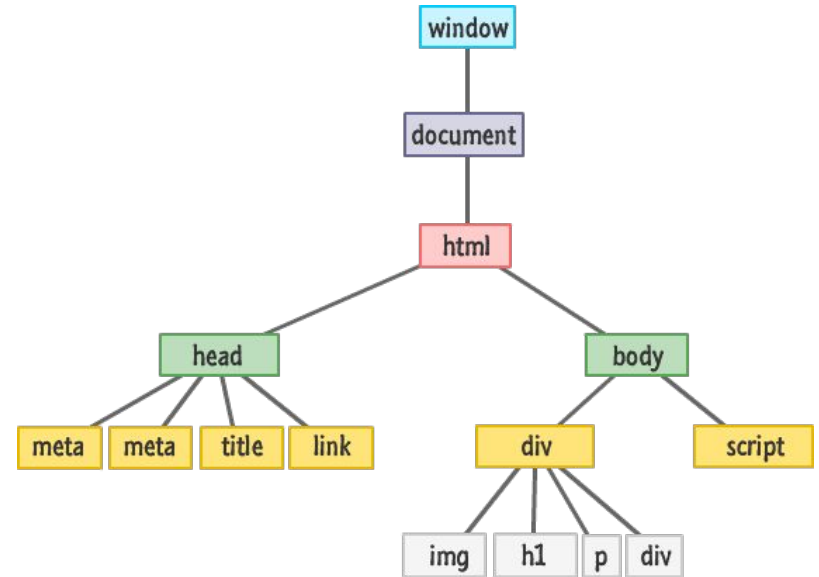 window
document
html
head body
meta meta title link div script
img h1 p div